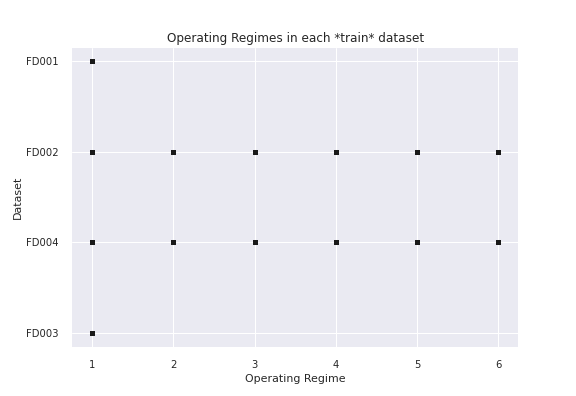 Operating Regimes in each *train* dataset
FD001
FD002
FD004
FD003
Dataset
1 2 3 4 5 6
Operating Regime